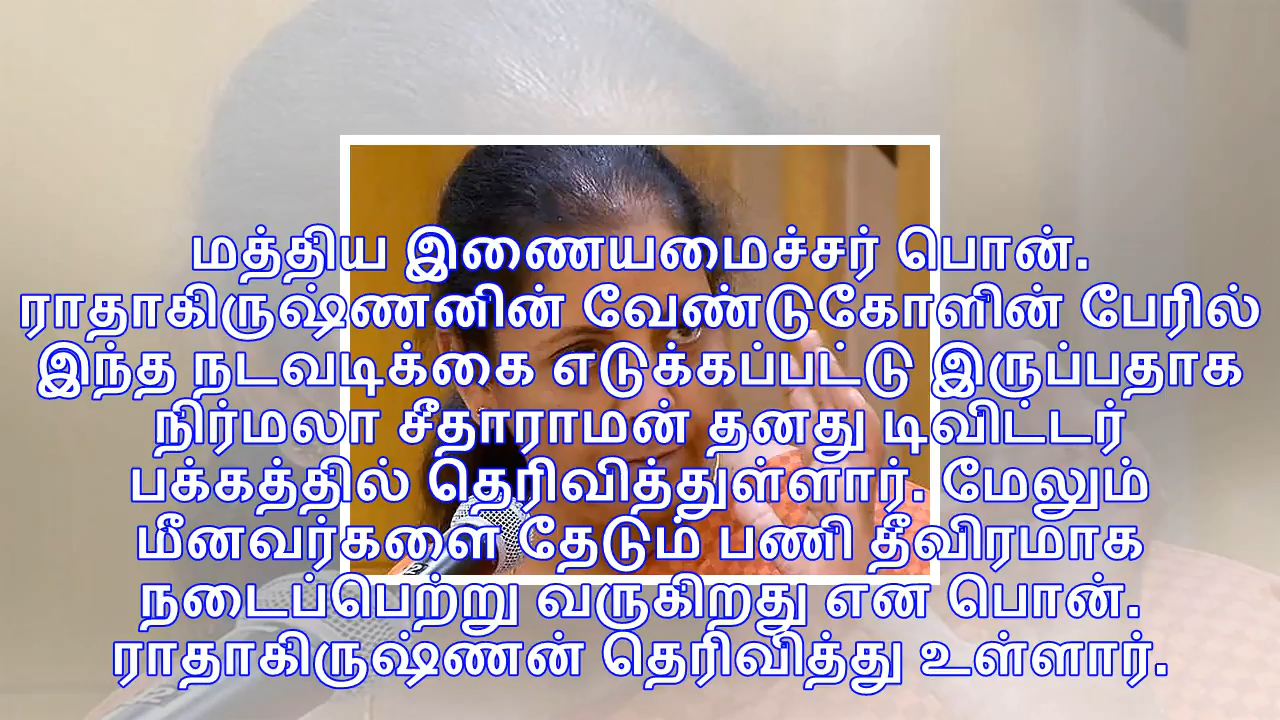 மத்திய இணையமைச்சர் பொன்.
ராதாகிருஷ்ணனின் வேண்டுகோளின் பேரில்
இந்த நடவடிக்கை எடுக்கப்பட்டு இருப்பதாக
நிர்மலா சீதாராமன் தனது டிவிட்டர்
பக்கத்தில் தெரிவித்துள்ளார். மேலும்
மீனவர்களை தேடும் பணி தீவிரமாக
நடைப்பெற்று வருகிறது என பொன்.
ராதாகிருஷ்ணன் தெரிவித்து உள்ளார்.